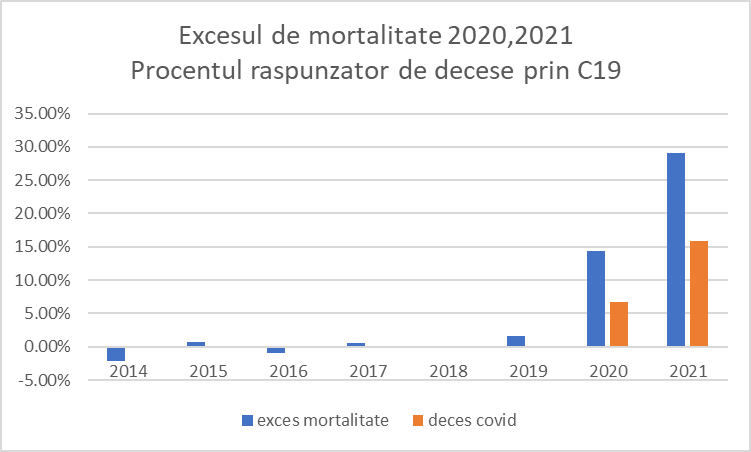 Excesul de mortalitate 2020,2021
Procentul raspunzator de decese prin C19
35.00%
30.00%
25.00%
20.00%
15.00%
10.00%
5.00%
0.00%
-5.00%
2014 2015 2016 2017 2018 2019 2020 2021
exces mortalitate deces covid